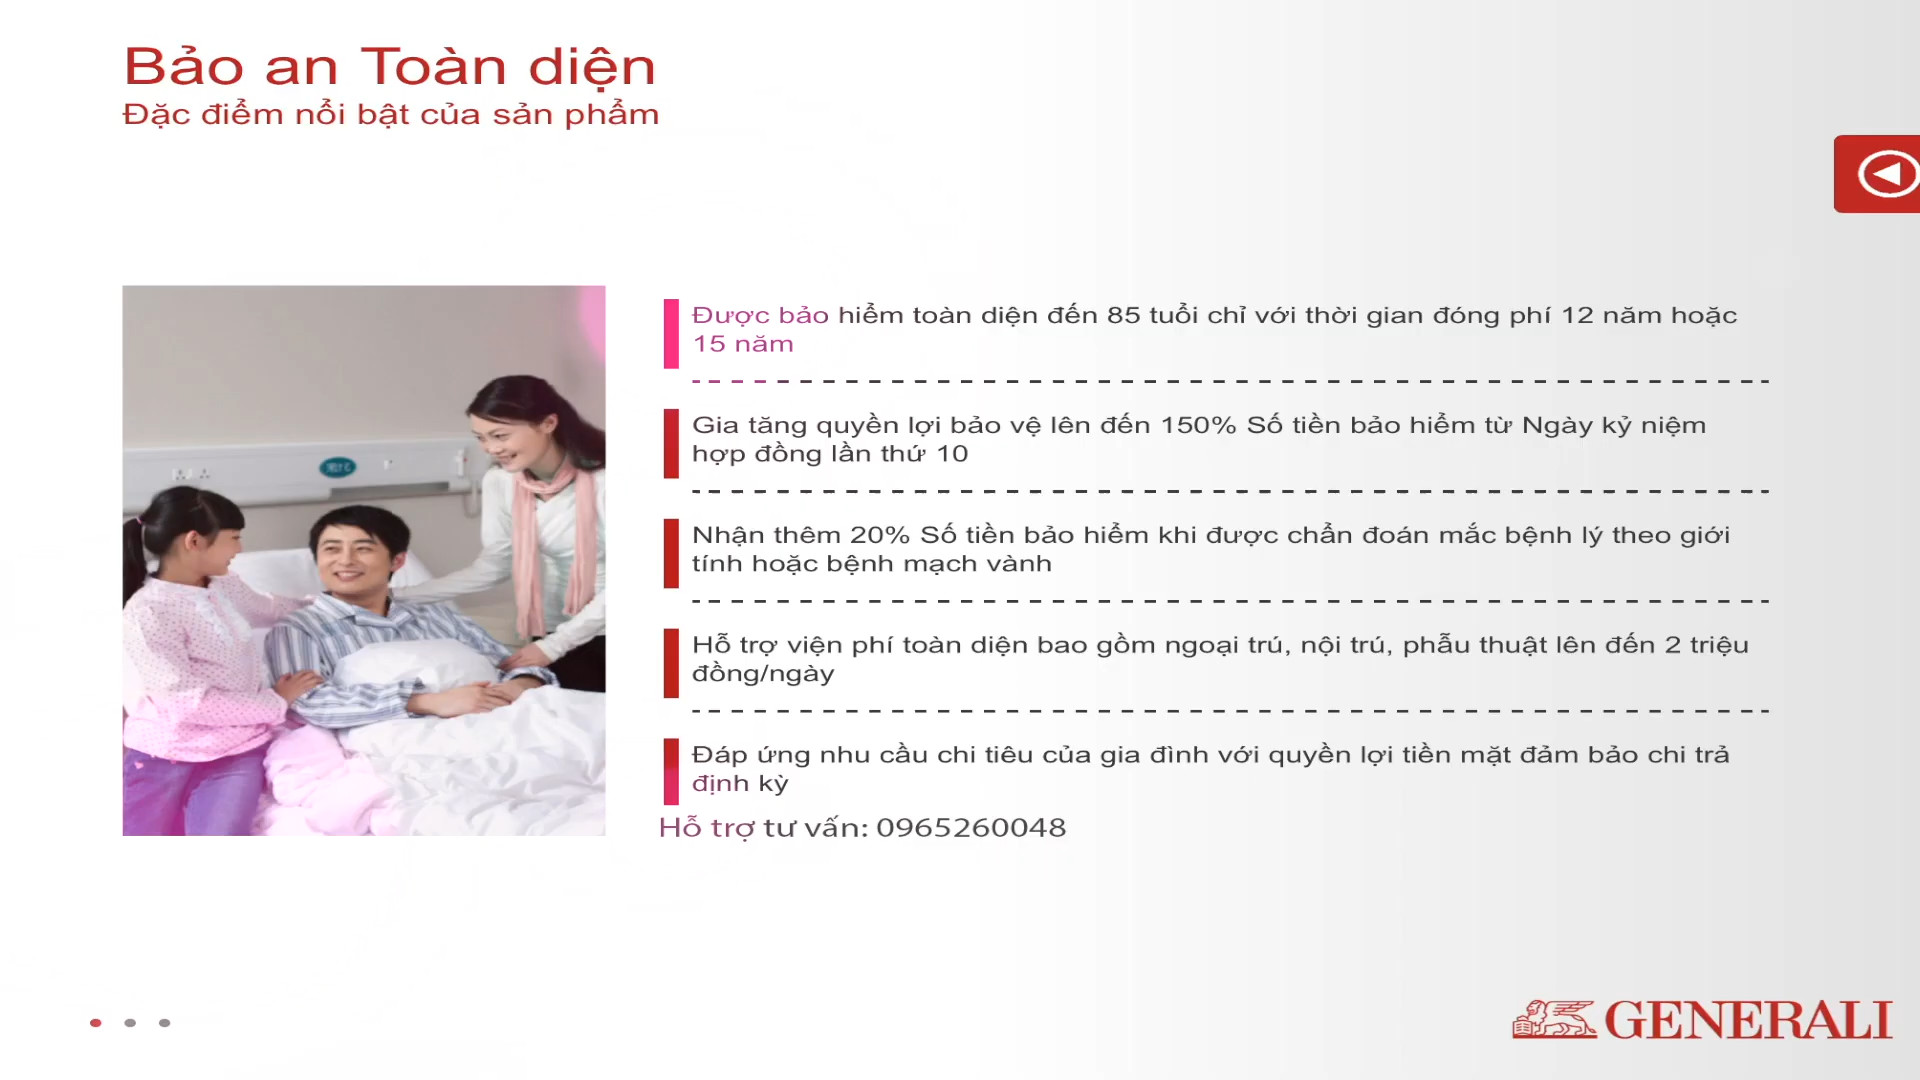 Bảo an Toàn diện
Đặc điểm nổi bật của sản phẩm
Được bảo hiểm toàn diện đến 85 tuổi chỉ với thời gian đóng phí 12 năm hoặc
15 năm
Gia tăng quyền lợi bảo vệ lên đến 150% Số tiền bảo hiểm từ Ngày kỷ niệm
hợp đồng lần thứ 10
Nhận thêm 20% Số tiền bảo hiểm khi được chẩn đoán mắc bệnh lý theo giới
tính hoặc bệnh mạch vành
Hỗ trợ viện phí toàn diện bao gồm ngoại trú, nội trú, phẫu thuật lên đến 2 triệu
đồng/ngày
Đáp ứng nhu cầu chi tiêu của gia đình với quyền lợi tiền mặt đảm bảo chi trả
định kỳ
Hỗ trợ tư vấn: 0965260048
GENERALI